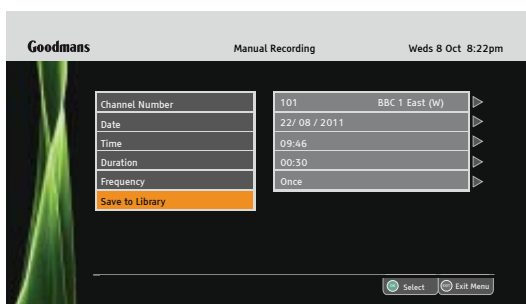 Goodmans Manual Recording Weds 8 Oct 8:22pm
Channel Number 101 BBC 1 East (W)
Date 22/ 08 / 2011
Time 09:46
Duration 00:30
Frequency Once
Save to Library
Select Exit Menu